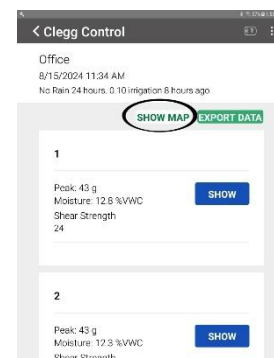 Clegg Control
Office
8/15/2024 11:34 AM
No Rain 24 hours. 0.10 irrigation 8 hours ago
SHOW MAP EXPORT DATA
1
Peak: 43 g
Moisture: 12.8 %VWC
SHOW
Shear Strength
24
2
Peak: 43 g
Moisture: 12.3 %VWC
SHOW
Shear Strength